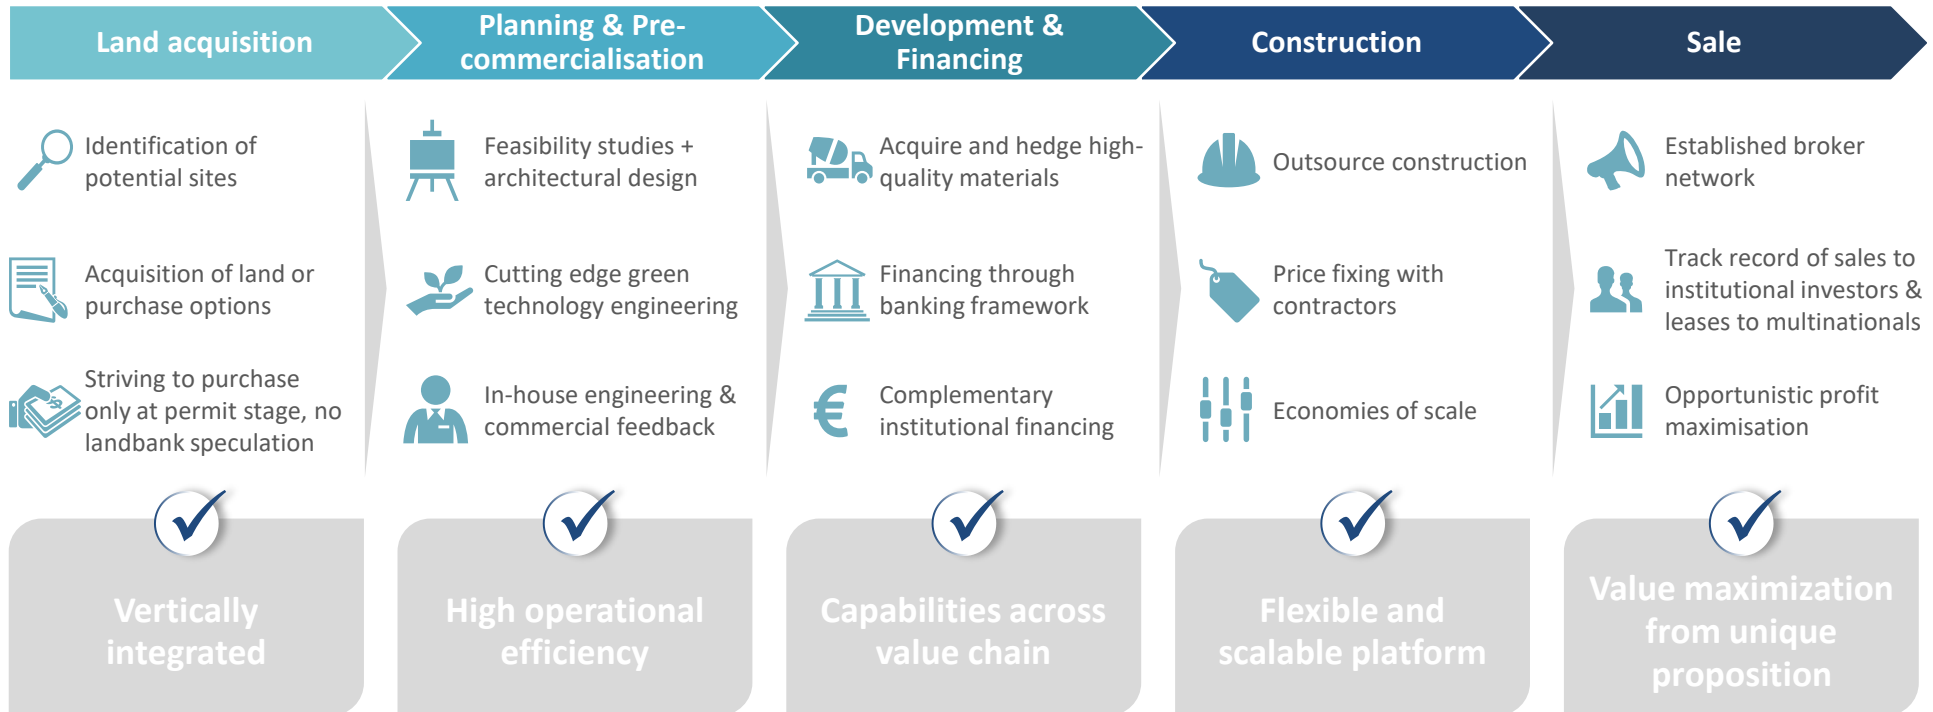 Land acquisition
Planning & Pre-
commercialisation
Development &
Financing
Construction
Sale
Identification of
potential sites
Acquisition of land or
purchase options
Striving to purchase
only at permit stage, no
landbank speculation
Feasibility studies +
architectural design
Cutting edge green
technology engineering
In-house engineering &
commercial feedback
Acquire and hedge high-
quality materials
Financing through
banking framework
Complementary
institutional financing
Outsource construction
Price fixing with
contractors
Economies of scale
Established broker
network
Track record of sales to
institutional investors &
leases to multinationals
Opportunistic profit
maximisation
Vertically
integrated
High operational
efficiency
Capabilities across
value chain
Flexible and
scalable platform
Value maximization
from unique
proposition